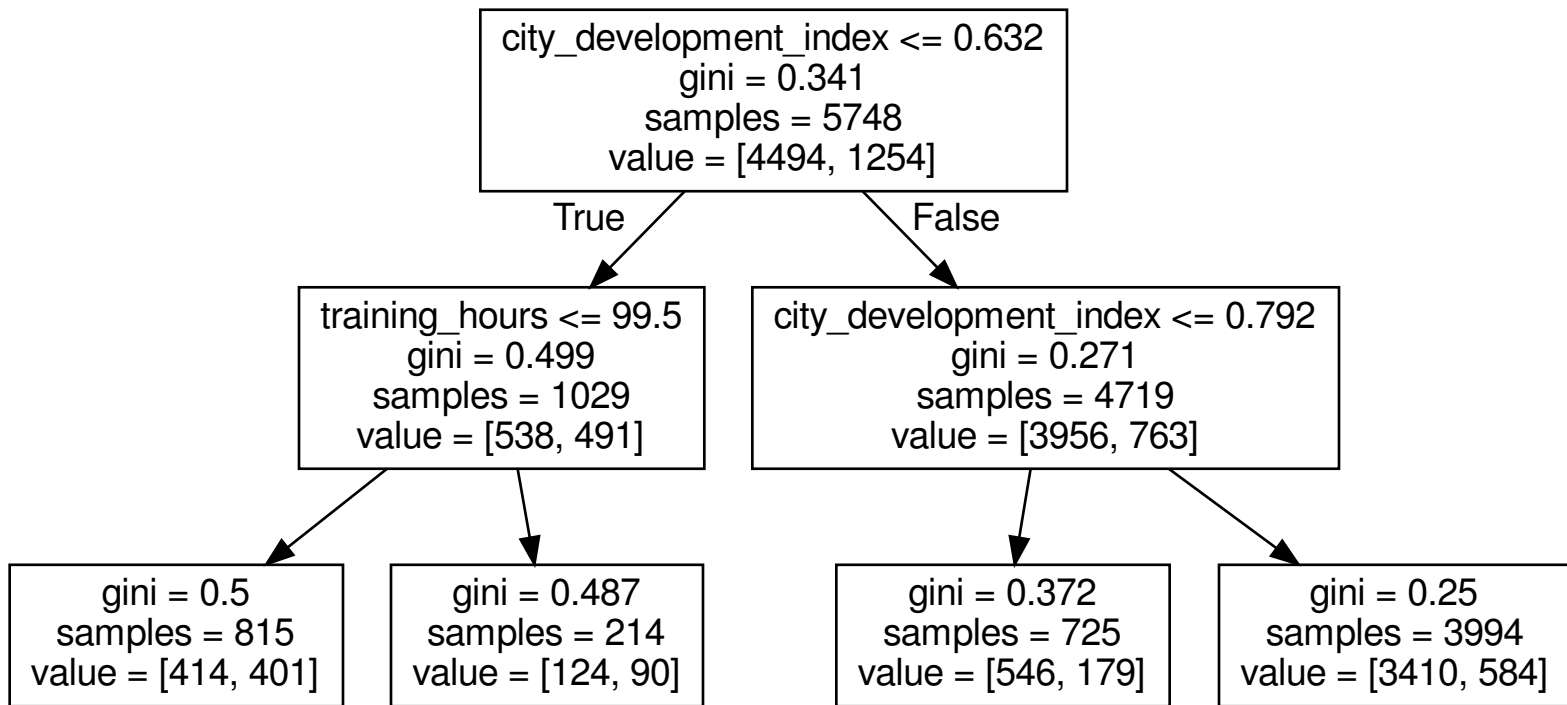 city_development_index <= 0.632
gini = 0.341
samples = 5748
value = [4494, 1254]
True
False
training_hours <= 99.5
gini = 0.499
samples = 1029
value = [538, 491]
city_development_index <= 0.792
gini = 0.271
samples = 4719
value = [3956, 763]
gini = 0.5
samples = 815
value = [414, 401]
gini = 0.487
samples = 214
value = [124, 90]
gini = 0.372
samples = 725
value = [546, 179]
gini = 0.25
samples = 3994
value = [3410, 584]